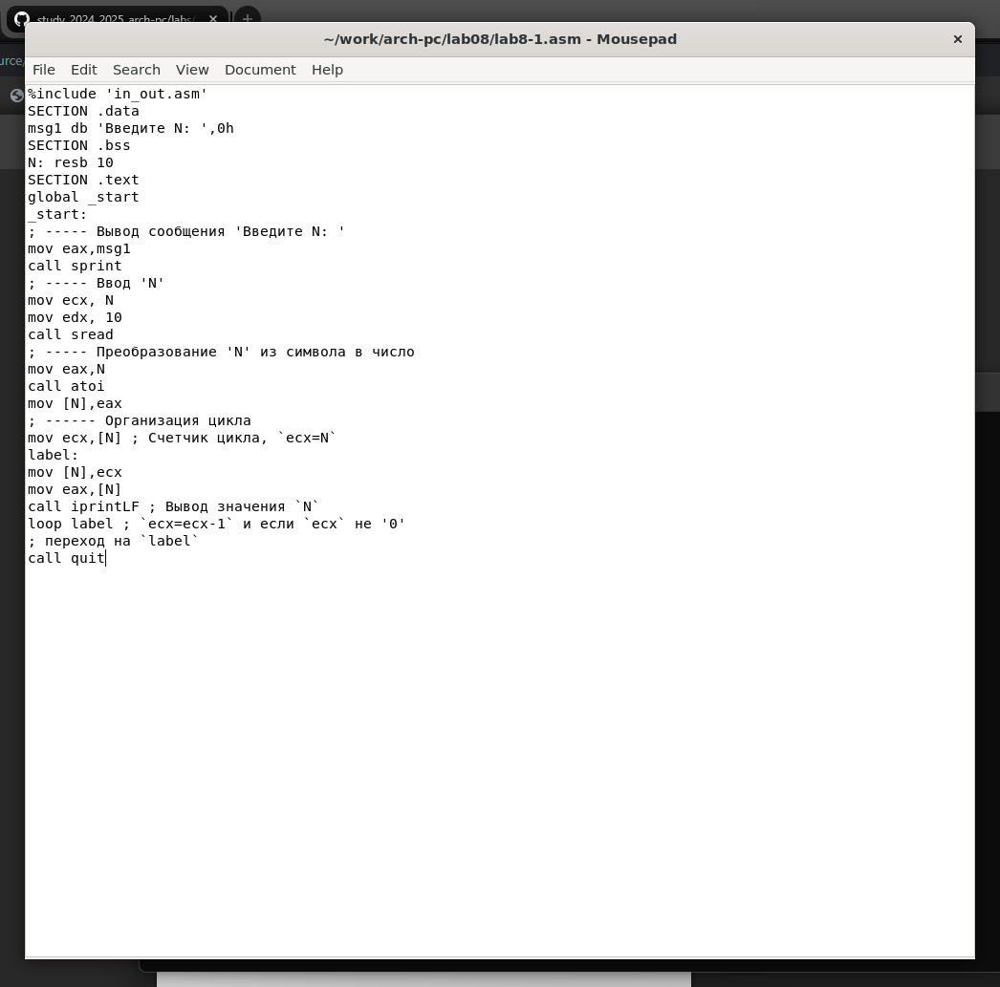 study_2024_2025_arch-pc/labs/
~/work/arch-pc/lab08/lab8-1.asm - Mousepad
File Edit Search View Document Help
%include 'in_out.asm'
SECTION .data
msg1 db 'Введите N: ',0h
SECTION .bss
N: resb 10
SECTION .text
global _start
_start:
; ----- Вывод сообщения 'Введите N: '
mov eax,msg1
call sprint
; ----- Ввод 'N'
mov ecx, N
mov edx, 10
call sread
; ----- Преобразование 'N' из символа в число
mov eax,N
call atoi
mov [N],eax
; ------ Организация цикла
mov ecx,[N] ; Счетчик цикла, `ecx=N`
label:
mov [N],ecx
mov eax,[N]
call iprintLF ; Вывод значения `N`
loop label ; `ecx=ecx-1` и если `ecx` не '0'
; переход на `label`
call quit